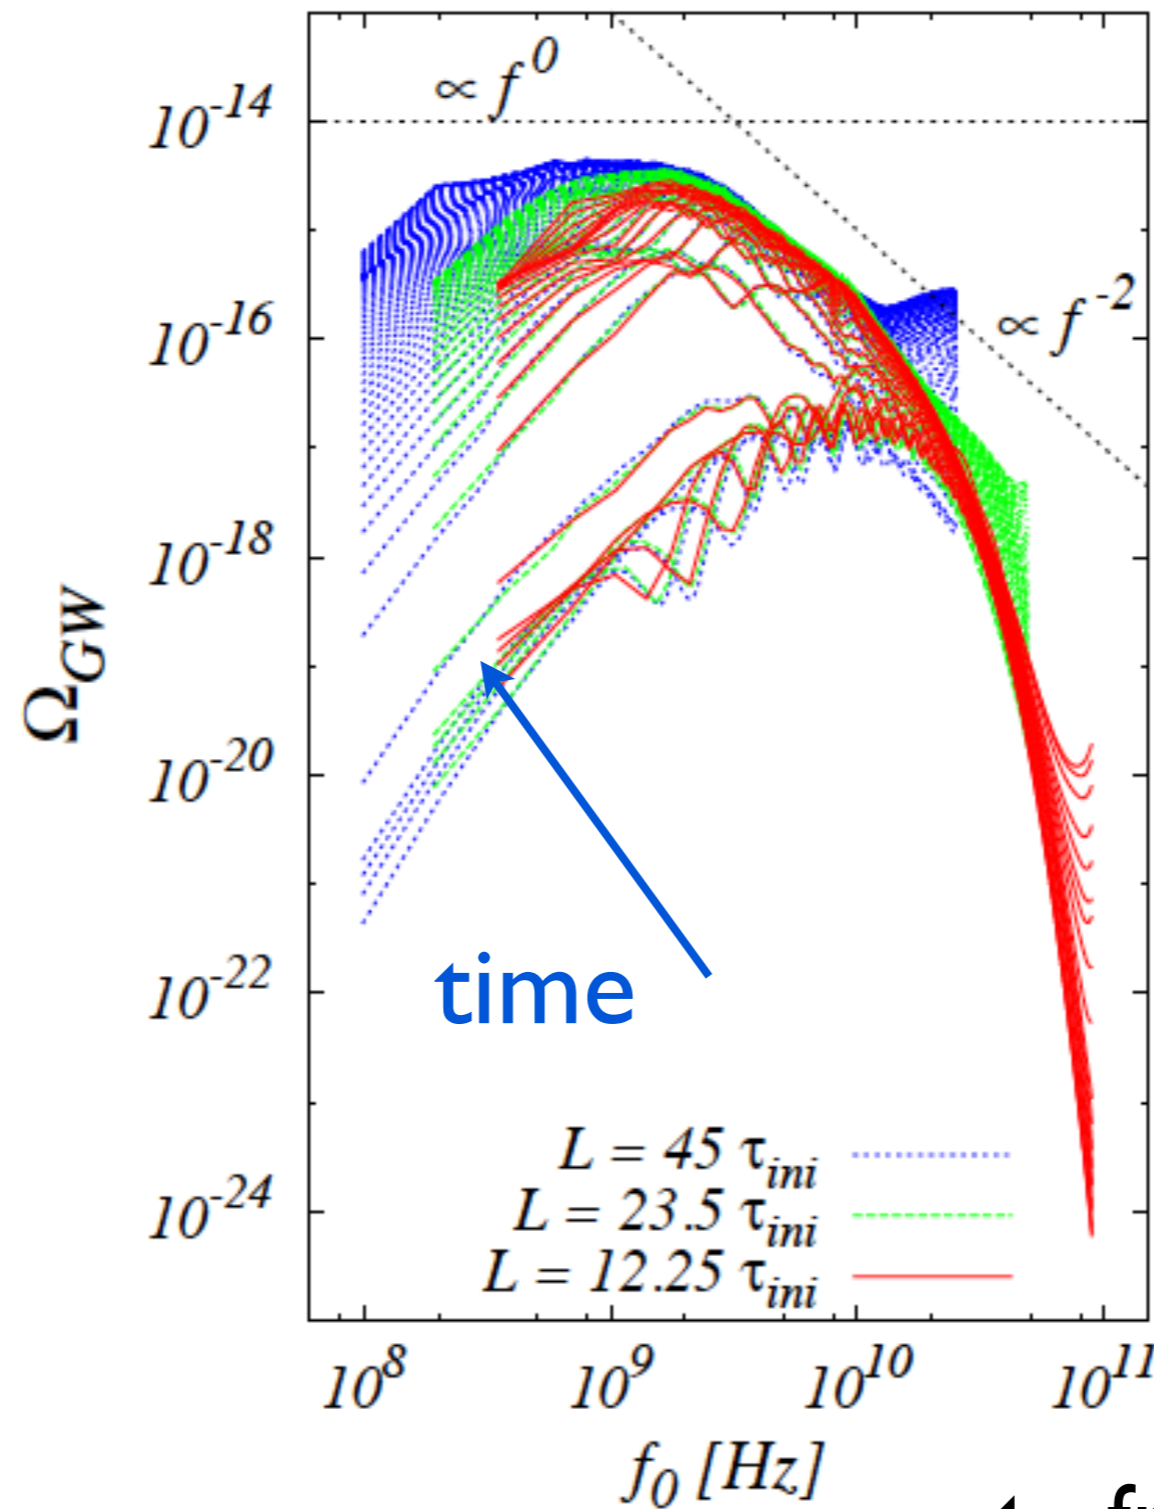 ∝ f^0
10^-14
10^-16
∝ f^-2
10^-18
Ω_GW
10^-20
10^-22
time
10^-24
L = 45 τ_ini
L = 23.5 τ_ini
L = 12.25 τ_ini
10^8 10^9 10^10 10^11
f_0 [Hz]